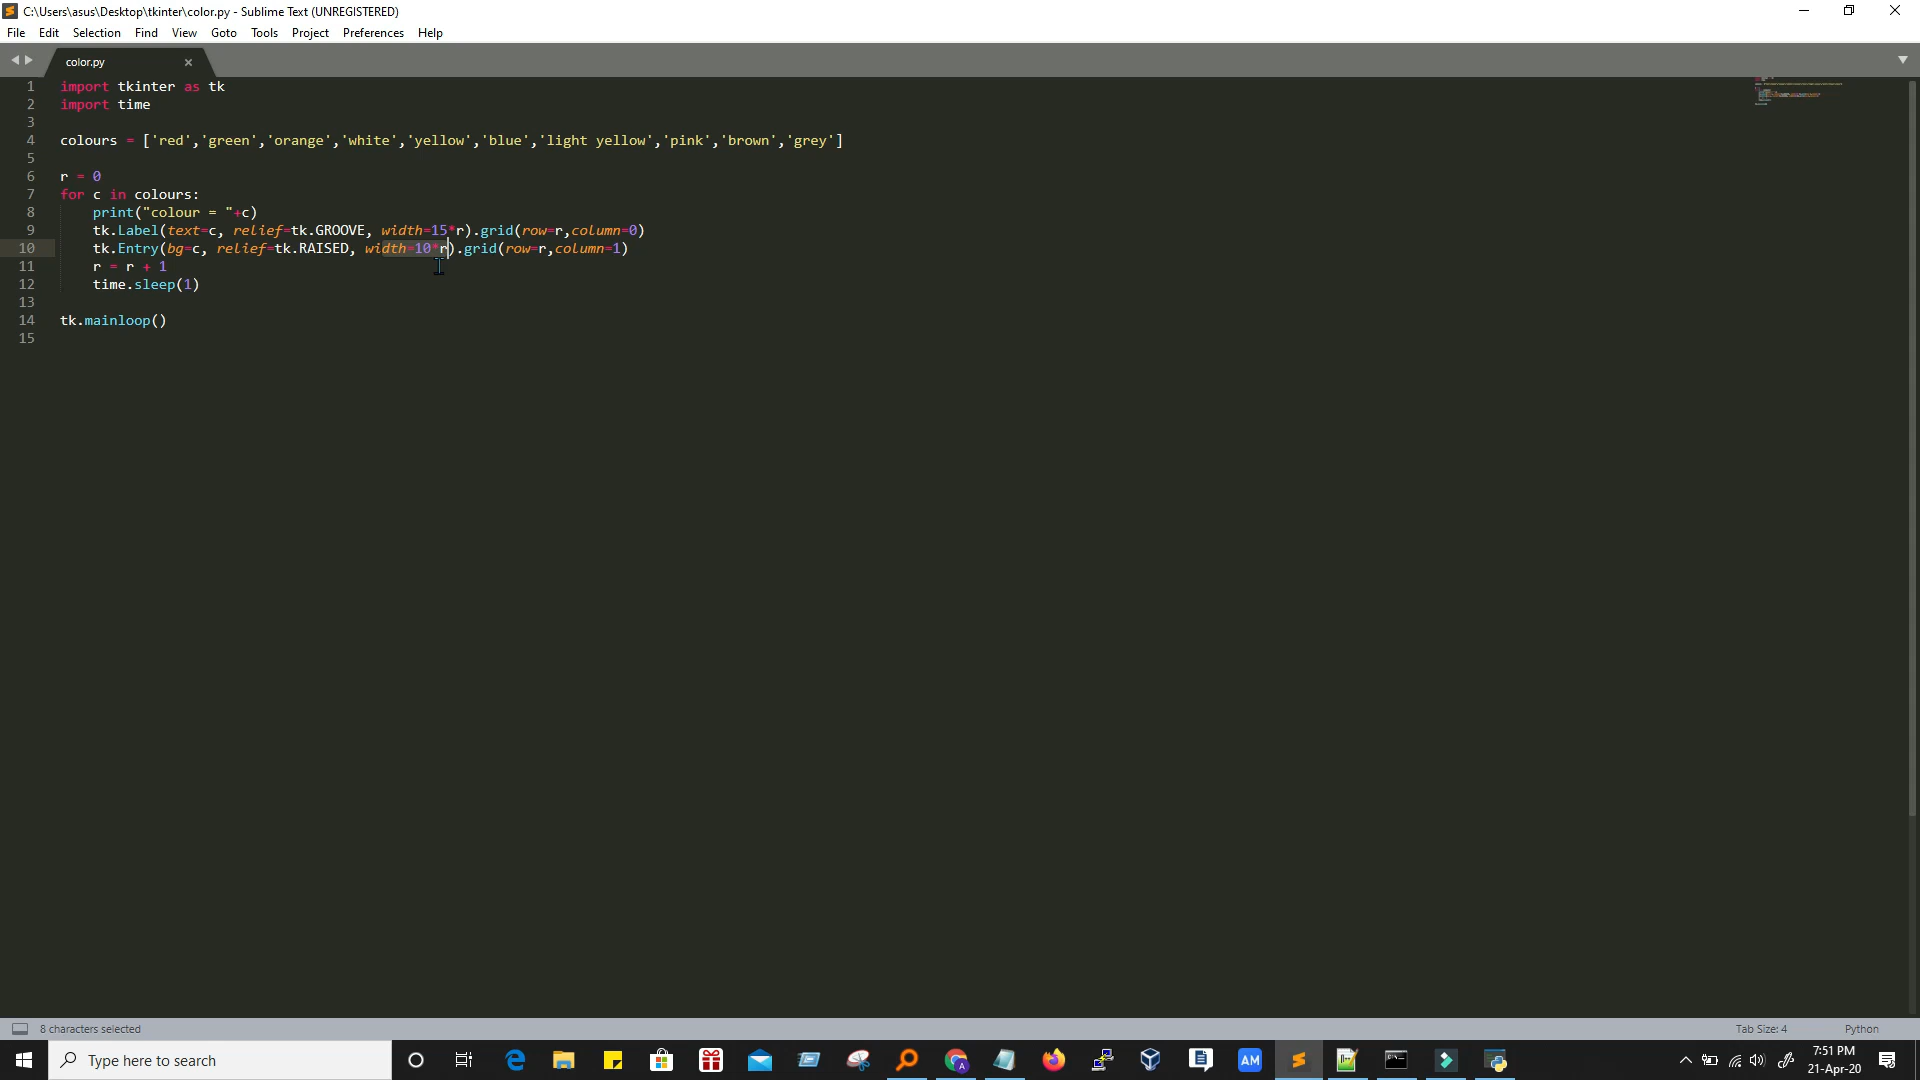 C:\Users\asus\Desktop\tkinter\color.py - Sublime Text (UNREGISTERED)
File Edit Selection Find View Goto Tools Project Preferences Help
color.py
1 import tkinter as tk
2 import time
3
4 colours = ['red','green','orange','white','yellow','blue','light yellow','pink','brown','grey']
5
6 r = 0
7 for c in colours:
8     print("colour = "+c)
9     tk.Label(text=c, relief=tk.GROOVE, width=15*r).grid(row=r,column=0)
10     tk.Entry(bg=c, relief=tk.RAISED, width=10*r).grid(row=r,column=1)
11     r = r + 1
12     time.sleep(1)
13
14 tk.mainloop()
15
8 characters selected
Tab Size: 4
Python
Type here to search
A
AM
7:51 PM
21-Apr-20